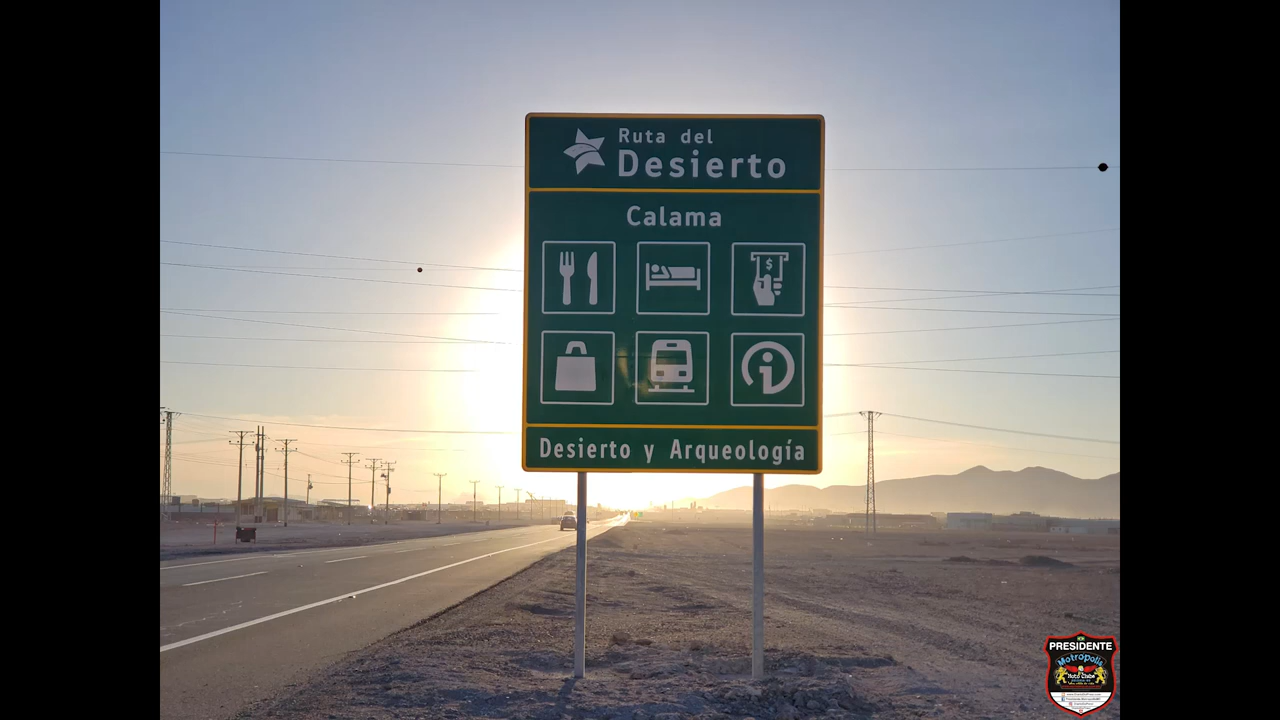 Ruta del
Desierto
Calama
$
i
Desierto y Arqueología
PRESIDENTE
Metropolis
Moto Clube